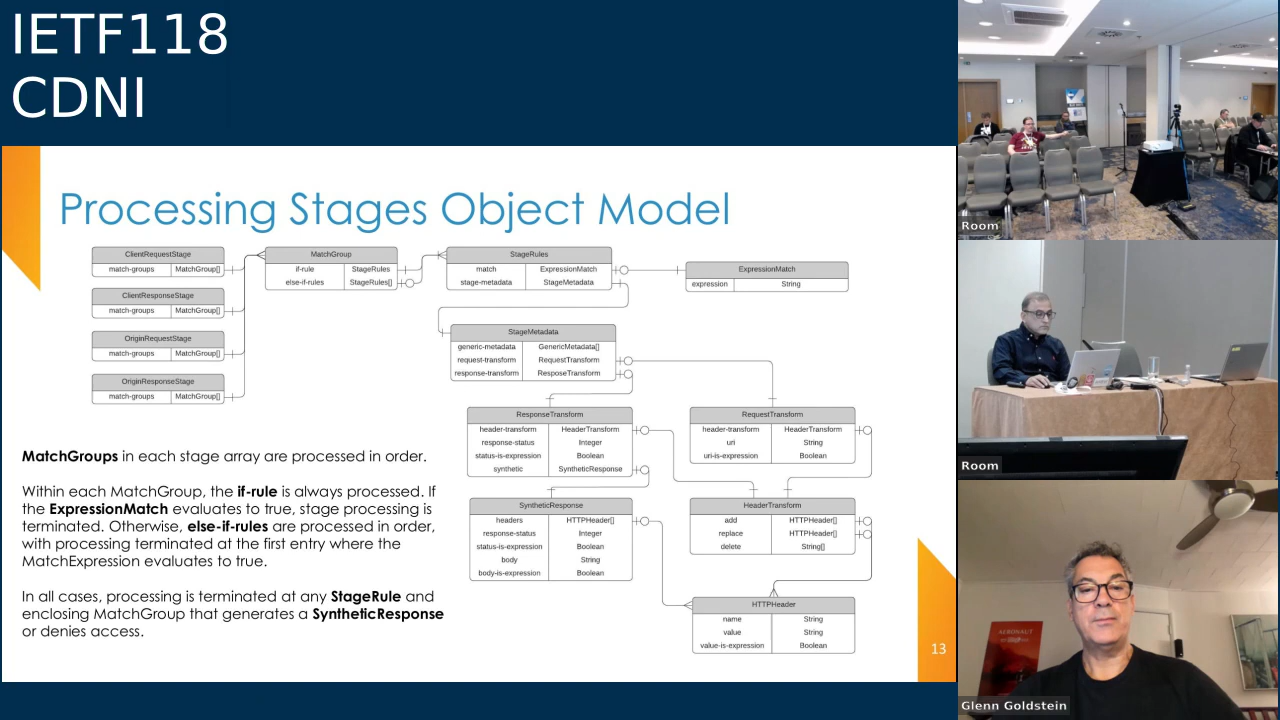 IETF118
CDNI
Processing Stages Object Model
ClientRequestStage
match-groups MatchGroup[]
ClientResponseStage
match-groups MatchGroup[]
OriginRequestStage
match-groups MatchGroup[]
OriginResponseStage
match-groups MatchGroup[]
MatchGroup
if-rule StageRules
else-if-rules StageRules[]
StageRules
match ExpressionMatch
stage-metadata StageMetadata
ExpressionMatch
expression String
StageMetadata
generic-metadata GenericMetadata[]
request-transform RequestTransform
response-transform ResposeTransform
ResponseTransform
header-transform HeaderTransform
response-status Integer
status-is-expression Boolean
synthetic SyntheticResponse
RequestTransform
header-transform HeaderTransform
uri String
uri-is-expression Boolean
SyntheticResponse
headers HTTPHeader[]
response-status Integer
status-is-expression Boolean
body String
body-is-expression Boolean
HeaderTransform
add HTTPHeader[]
replace HTTPHeader[]
delete String[]
HTTPHeader
name String
value String
value-is-expression Boolean
MatchGroups in each stage array are processed in order.
Within each MatchGroup, the if-rule is always processed. If
the ExpressionMatch evaluates to true, stage processing is
terminated. Otherwise, else-if-rules are processed in order,
with processing terminated at the first entry where the
MatchExpression evaluates to true.
In all cases, processing is terminated at any StageRule and
enclosing MatchGroup that generates a SyntheticResponse
or denies access.
13
Room
Room
AERONAUT
Glenn Goldstein